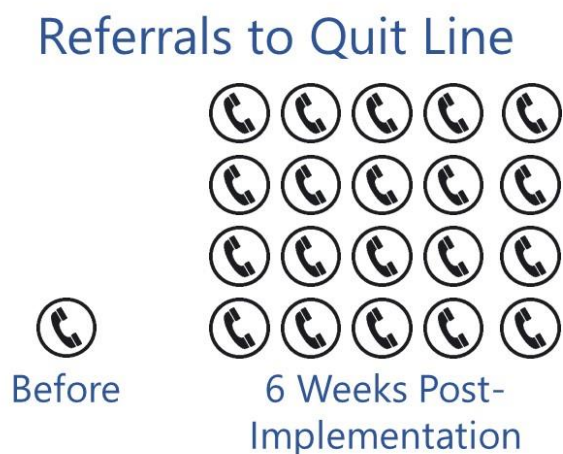 Referrals to Quit Line
Before
6 Weeks Post-
Implementation